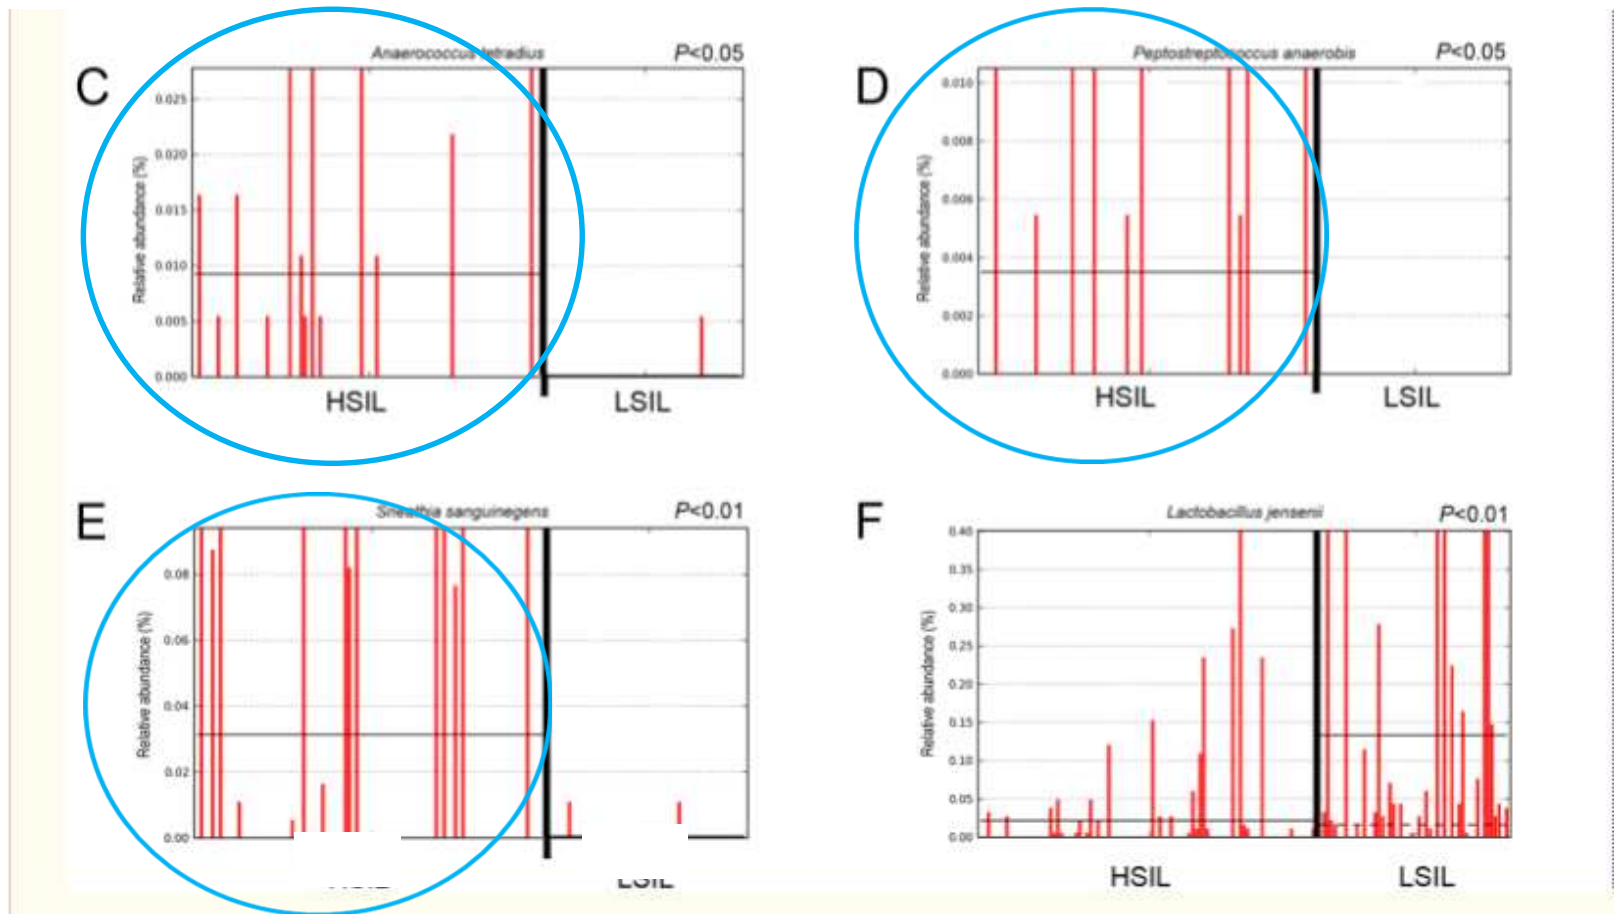 C
Anaerococcus tetradius
P<0.05
Relative abundance (%)
0.025
0.020
0.015
0.010
0.005
0.000
HSIL
LSIL
D
Peptostreptococcus anaerobis
P<0.05
Relative abundance (%)
0.010
0.008
0.006
0.004
0.002
0.000
HSIL
LSIL
E
Sneathia sanguinegens
P<0.01
Relative abundance (%)
0.08
0.06
0.04
0.02
0.00
F
Lactobacillus jensenii
P<0.01
Relative abundance (%)
0.40
0.35
0.30
0.25
0.20
0.15
0.10
0.05
0.00
HSIL
LSIL